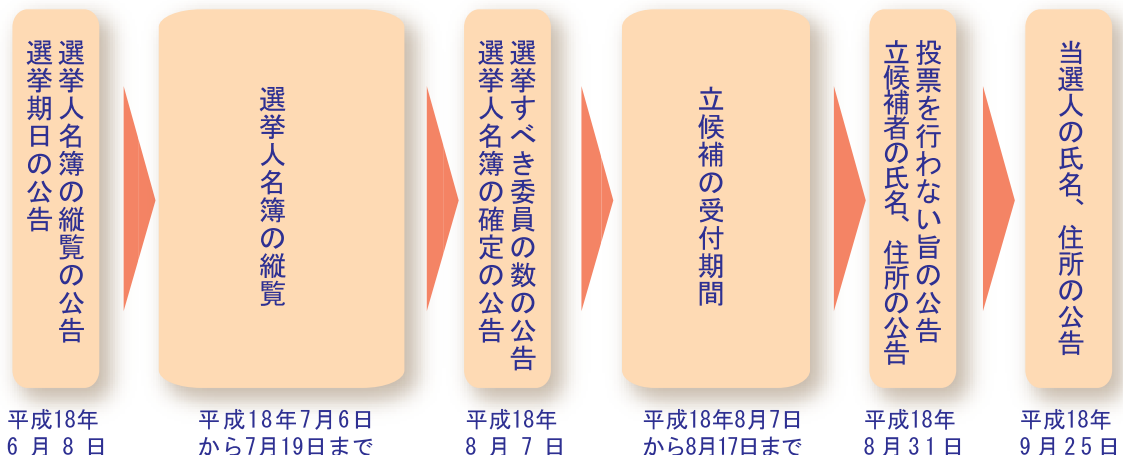 選挙人名簿の縦覧の公告
選挙期日の公告
平成18年
6月8日
選挙人名簿の縦覧
平成18年7月6日
から7月19日まで
選挙すべき委員の数の公告
選挙人名簿の確定の公告
平成18年
8月7日
立候補の受付期間
平成18年8月7日
から8月17日まで
投票を行わない旨の公告
立候補者の氏名、住所の公告
平成18年
8月31日
当選人の氏名、住所の公告
平成18年
9月25日